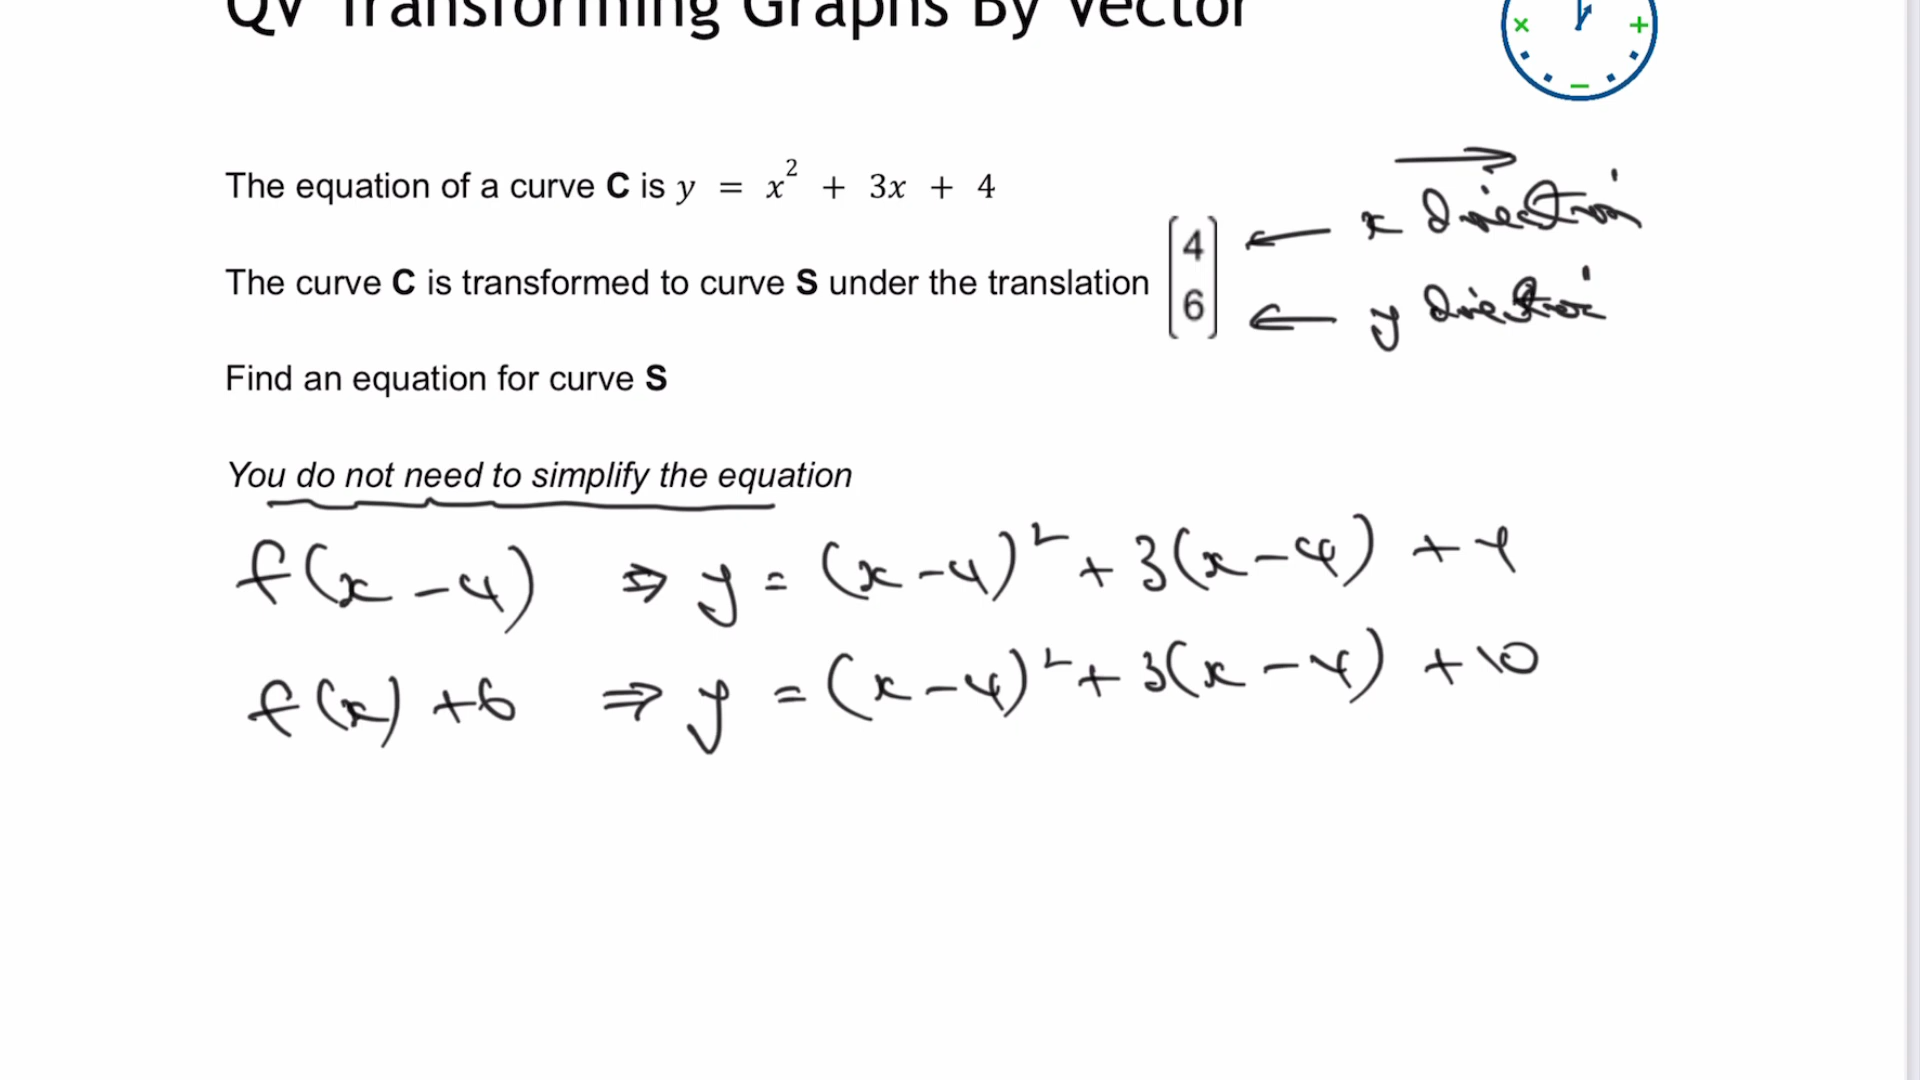 QV Transforming Graphs By Vector
× + −
The equation of a curve C is y = x² + 3x + 4
x direction
The curve C is transformed to curve S under the translation [4 6]
y direction
Find an equation for curve S
You do not need to simplify the equation
f(x-4) ⇒ y = (x-4)² + 3(x-4) + 4
f(x) +6 ⇒ y = (x-4)² + 3(x-4) + 10